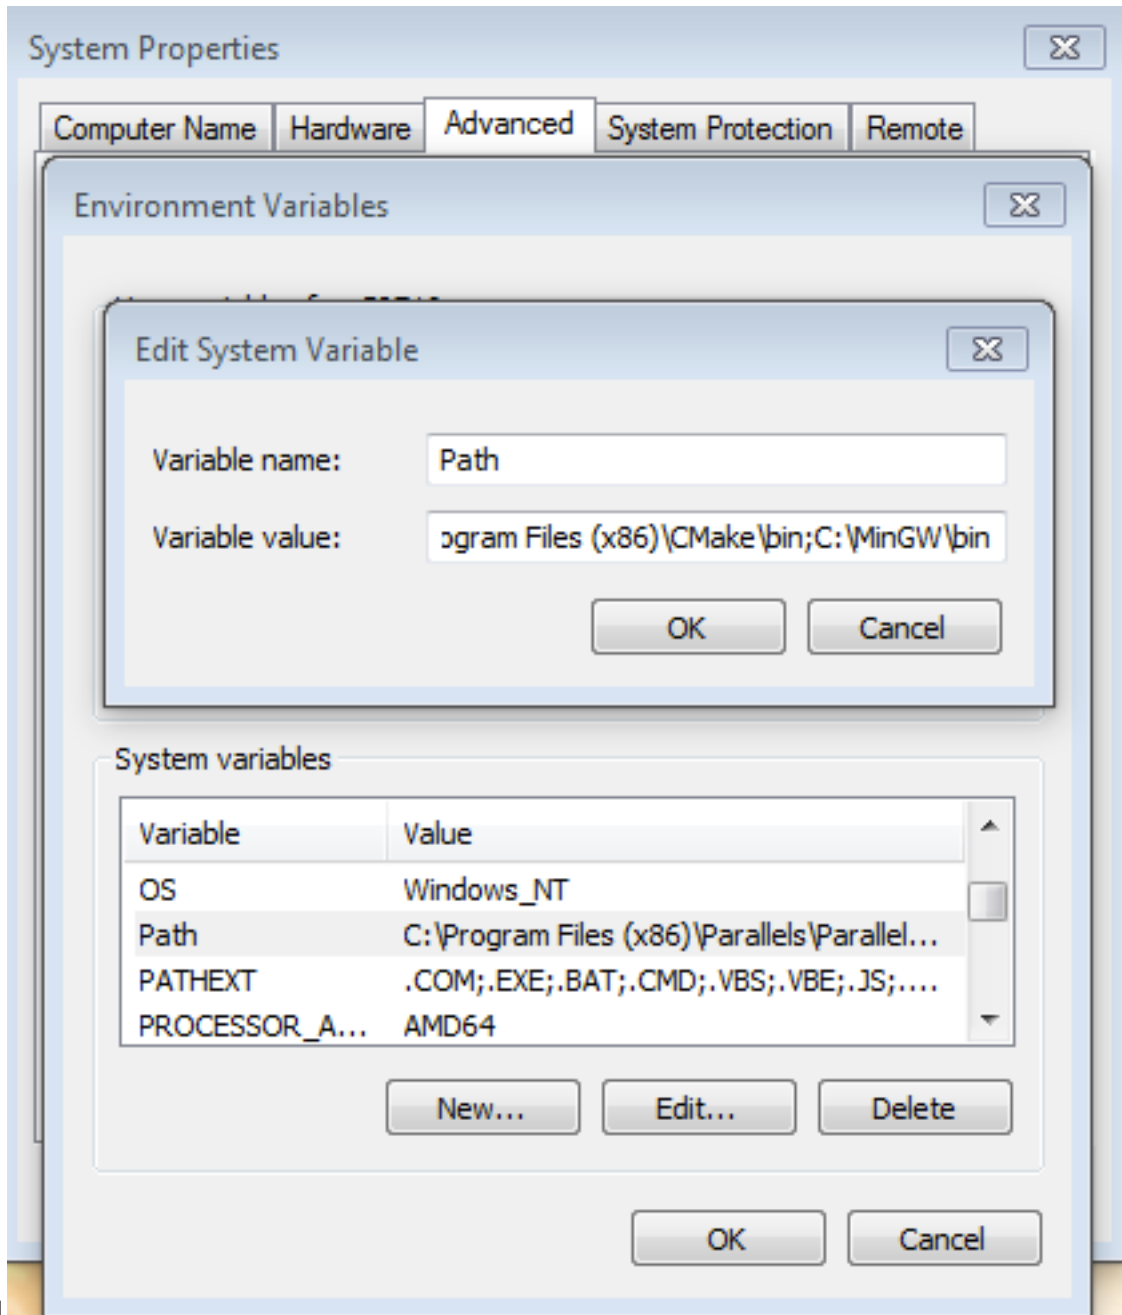 System Properties
Computer Name Hardware Advanced System Protection Remote
Environment Variables
Edit System Variable
Variable name: Path
Variable value: ogram Files (x86)\CMake\bin;C:\MinGW\bin
OK Cancel
System variables
Variable Value
OS Windows_NT
Path C:\Program Files (x86)\Parallels\Parallel...
PATHEXT .COM;.EXE;.BAT;.CMD;.VBS;.VBE;.JS;....
PROCESSOR_A... AMD64
New... Edit... Delete
OK Cancel